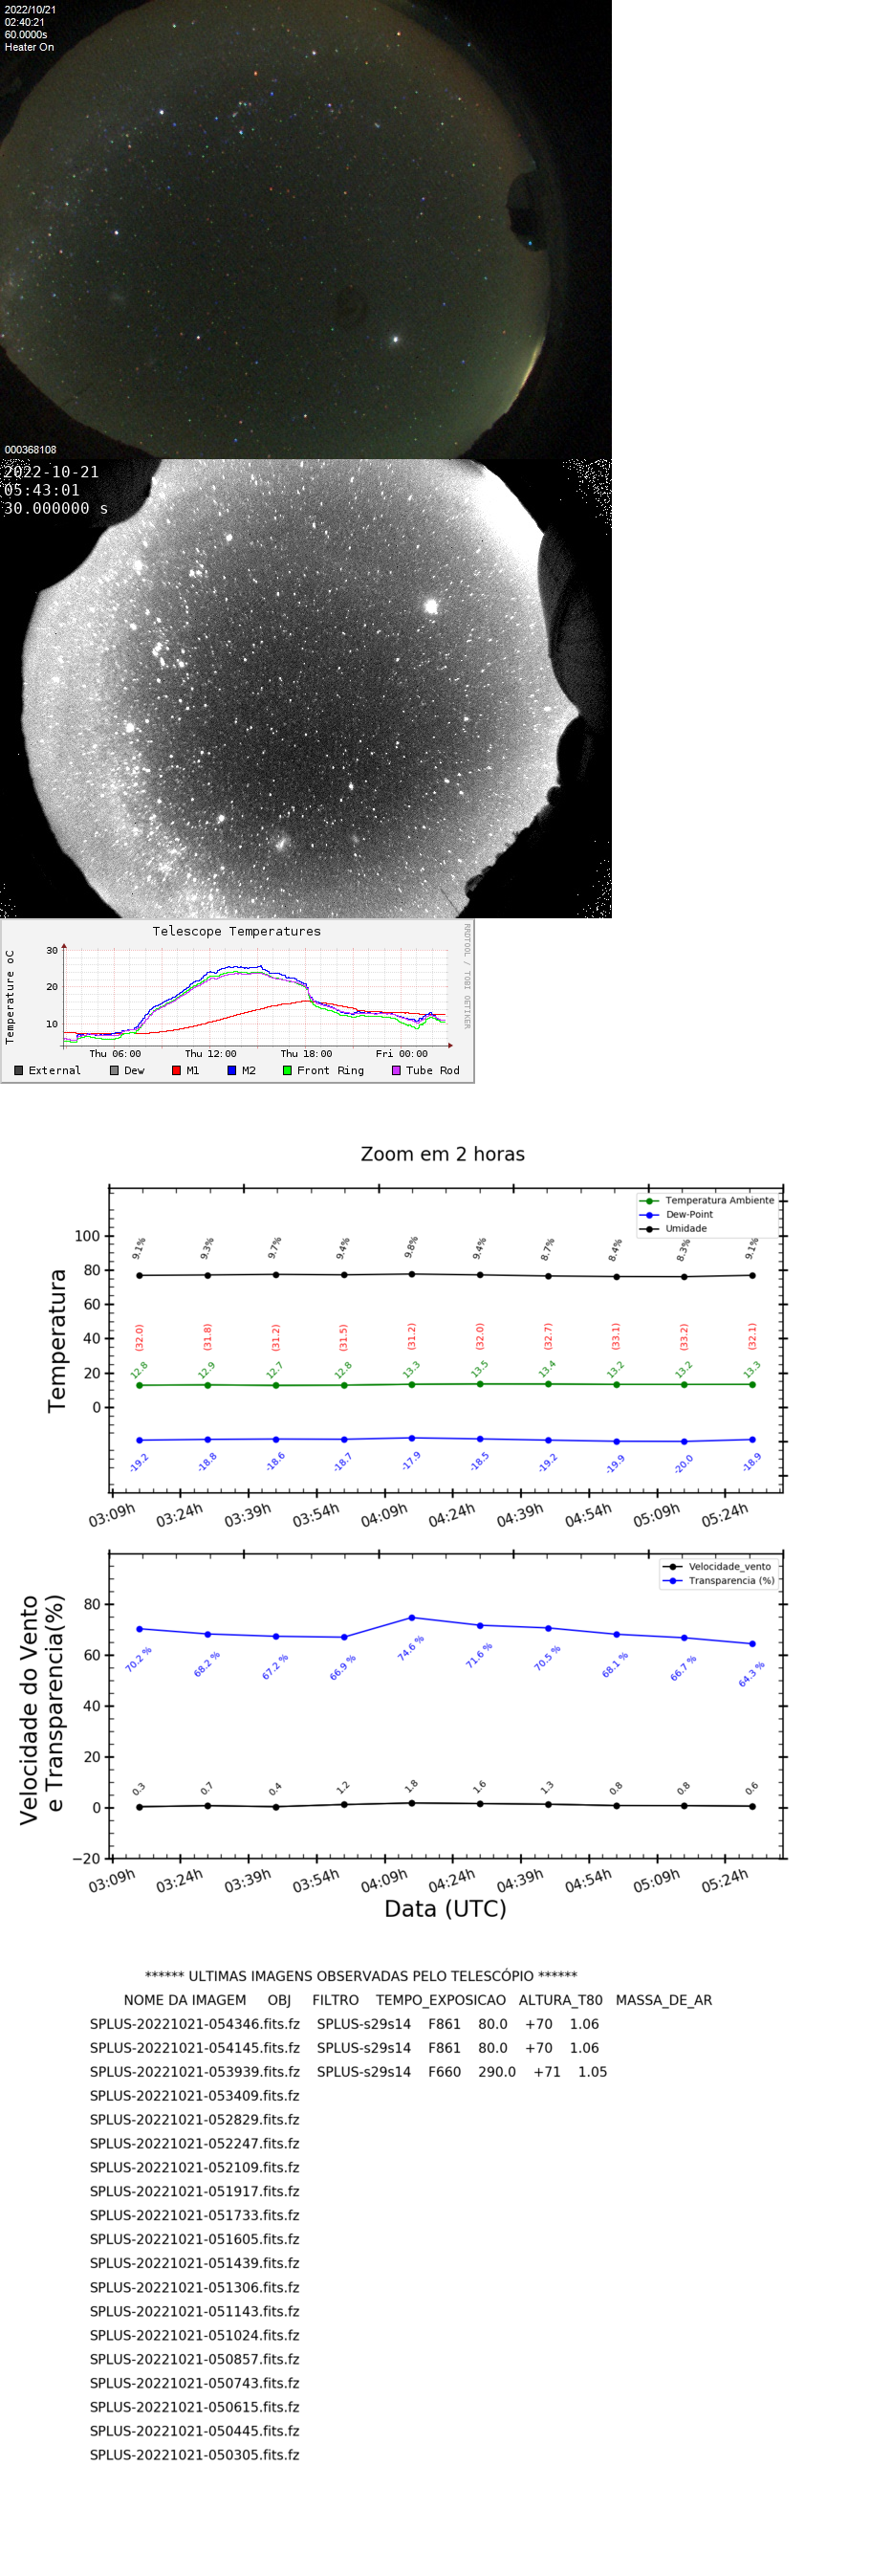 2022/10/21
02:40:21
60.0000s
Heater On
000368108
2022-10-21
05:43:01
30.000000 s
Telescope Temperatures
Temperature oC
30
20
10
Thu 06:00 Thu 12:00 Thu 18:00 Fri 00:00
External Dew M1 M2 Front Ring Tube Rod
RRDTOOL / TOBI OETIKER
Zoom em 2 horas
Temperatura
Temperatura Ambiente
Dew-Point
Umidade
100
80
60
40
20
0
9.1% 9.3% 9.7% 9.4% 9.8% 9.4% 8.7% 8.4% 8.3% 9.1%
(32.0) (31.8) (31.2) (31.5) (31.2) (32.0) (32.7) (33.1) (33.2) (32.1)
12.8 12.9 12.7 12.8 13.3 13.5 13.4 13.2 13.2 13.3
-19.2 -18.8 -18.6 -18.7 -17.9 -18.5 -19.2 -19.9 -20.0 -18.9
03:09h 03:24h 03:39h 03:54h 04:09h 04:24h 04:39h 04:54h 05:09h 05:24h
Velocidade do Vento
e Transparencia(%)
Velocidade_vento
Transparencia (%)
80
60
40
20
0
−20
70.2 % 68.2 % 67.2 % 66.9 % 74.6 % 71.6 % 70.5 % 68.1 % 66.7 % 64.3 %
0.3 0.7 0.4 1.2 1.8 1.6 1.3 0.8 0.8 0.6
03:09h 03:24h 03:39h 03:54h 04:09h 04:24h 04:39h 04:54h 05:09h 05:24h
Data (UTC)
****** ULTIMAS IMAGENS OBSERVADAS PELO TELESCÓPIO ******
NOME DA IMAGEM OBJ FILTRO TEMPO_EXPOSICAO ALTURA_T80 MASSA_DE_AR
SPLUS-20221021-054346.fits.fz SPLUS-s29s14 F861 80.0 +70 1.06
SPLUS-20221021-054145.fits.fz SPLUS-s29s14 F861 80.0 +70 1.06
SPLUS-20221021-053939.fits.fz SPLUS-s29s14 F660 290.0 +71 1.05
SPLUS-20221021-053409.fits.fz
SPLUS-20221021-052829.fits.fz
SPLUS-20221021-052247.fits.fz
SPLUS-20221021-052109.fits.fz
SPLUS-20221021-051917.fits.fz
SPLUS-20221021-051733.fits.fz
SPLUS-20221021-051605.fits.fz
SPLUS-20221021-051439.fits.fz
SPLUS-20221021-051306.fits.fz
SPLUS-20221021-051143.fits.fz
SPLUS-20221021-051024.fits.fz
SPLUS-20221021-050857.fits.fz
SPLUS-20221021-050743.fits.fz
SPLUS-20221021-050615.fits.fz
SPLUS-20221021-050445.fits.fz
SPLUS-20221021-050305.fits.fz